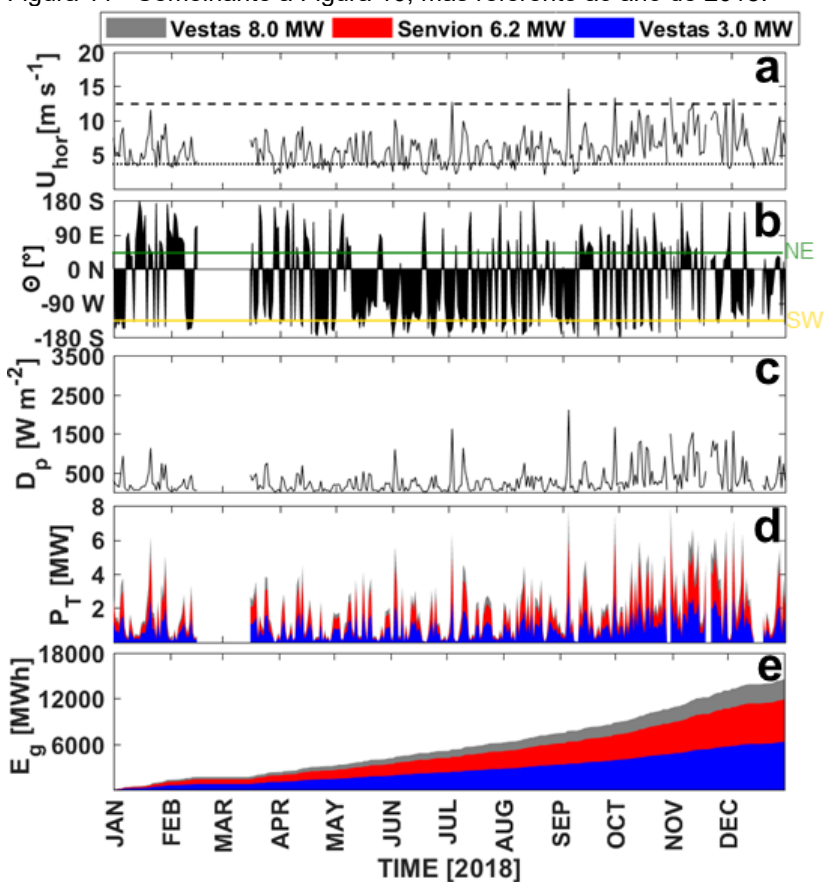 Vestas 8.0 MW Senvion 6.2 MW Vestas 3.0 MW
a
20
15
10
5
U_hor [m s⁻¹]
b
180 S
90 E
0 N
-90 W
-180 S
Θ [°]
NE
SW
c
3500
2500
1500
500
D_p [W m⁻²]
d
8
6
4
2
P_T [MW]
e
18000
12000
6000
E_g [MWh]
JAN FEB MAR APR MAY JUN JUL AUG SEP OCT NOV DEC
TIME [2018]